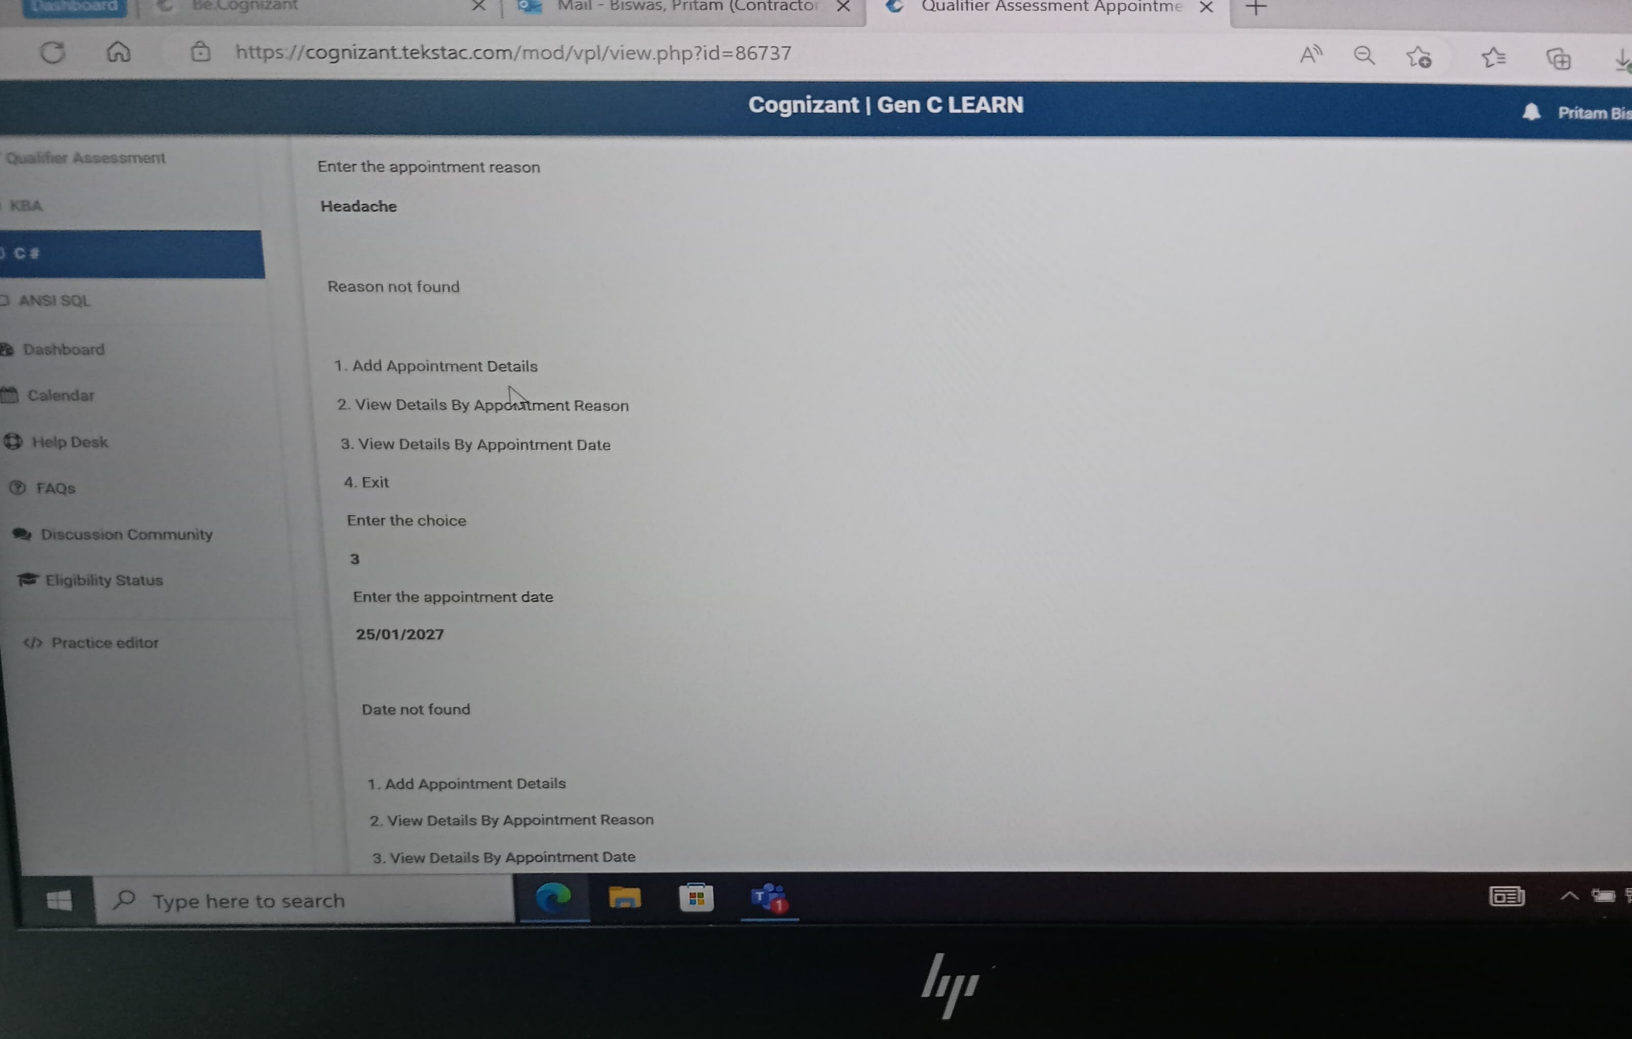 Dashboard
Be.Cognizant
Mail - Biswas, Pritam (Contractor
Qualifier Assessment Appointme
https://cognizant.tekstac.com/mod/vpl/view.php?id=86737
Cognizant | Gen C LEARN
Pritam Bis
Qualifier Assessment
KBA
C #
ANSI SQL
Dashboard
Calendar
Help Desk
FAQs
Discussion Community
Eligibility Status
</> Practice editor
Enter the appointment reason
Headache
Reason not found
1. Add Appointment Details
2. View Details By Appointment Reason
3. View Details By Appointment Date
4. Exit
Enter the choice
3
Enter the appointment date
25/01/2027
Date not found
1. Add Appointment Details
2. View Details By Appointment Reason
3. View Details By Appointment Date
Type here to search
hp